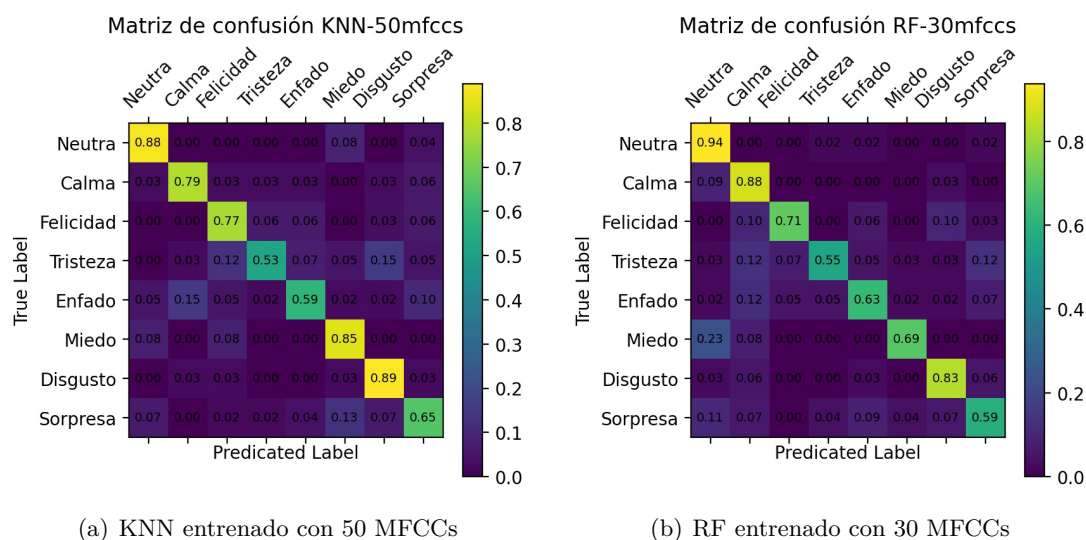 Matriz de confusión KNN-50mfccs
Neutra Calma Felicidad Tristeza Enfado Miedo Disgusto Sorpresa
Neutra 0.88 0.00 0.00 0.00 0.00 0.08 0.00 0.04
Calma 0.03 0.79 0.03 0.03 0.03 0.00 0.03 0.06
Felicidad 0.00 0.00 0.77 0.06 0.06 0.00 0.03 0.06
Tristeza 0.00 0.03 0.12 0.53 0.07 0.05 0.15 0.05
Enfado 0.05 0.15 0.05 0.02 0.59 0.02 0.02 0.10
Miedo 0.08 0.00 0.08 0.00 0.00 0.85 0.00 0.00
Disgusto 0.00 0.03 0.03 0.00 0.00 0.03 0.89 0.03
Sorpresa 0.07 0.00 0.02 0.02 0.04 0.13 0.07 0.65
True Label
Predicated Label
0.8
0.7
0.6
0.5
0.4
0.3
0.2
0.1
0.0
(a) KNN entrenado con 50 MFCCs
Matriz de confusión RF-30mfccs
Neutra Calma Felicidad Tristeza Enfado Miedo Disgusto Sorpresa
Neutra 0.94 0.00 0.00 0.02 0.02 0.00 0.00 0.02
Calma 0.09 0.88 0.00 0.00 0.00 0.00 0.03 0.00
Felicidad 0.00 0.10 0.71 0.00 0.06 0.00 0.10 0.03
Tristeza 0.03 0.12 0.07 0.55 0.05 0.02 0.03 0.12
Enfado 0.02 0.12 0.05 0.05 0.63 0.02 0.02 0.07
Miedo 0.23 0.08 0.00 0.00 0.00 0.69 0.00 0.00
Disgusto 0.03 0.06 0.00 0.00 0.03 0.00 0.83 0.06
Sorpresa 0.11 0.07 0.00 0.04 0.09 0.04 0.07 0.59
True Label
Predicated Label
0.8
0.6
0.4
0.2
0.0
(b) RF entrenado con 30 MFCCs